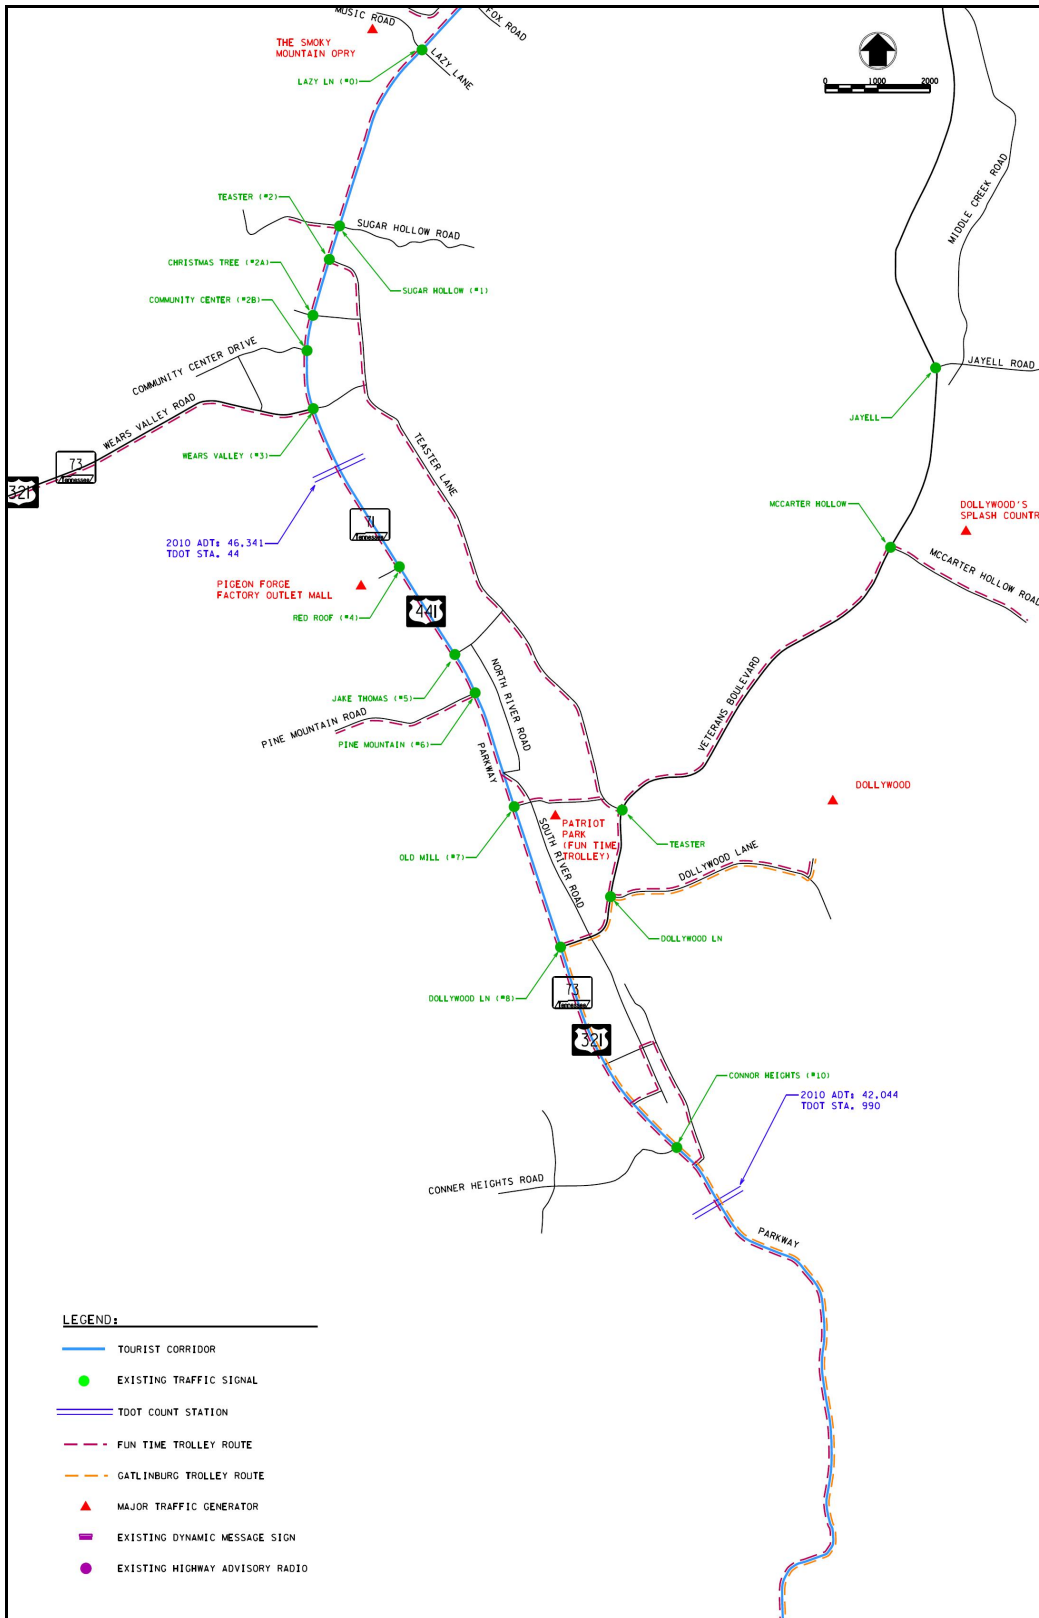 MUSIC ROAD
FOX ROAD
THE SMOKY
MOUNTAIN OPRY
LAZY LANE
LAZY LN (#0)
0 1000 2000
TEASTER (#2)
SUGAR HOLLOW ROAD
MIDDLE CREEK ROAD
CHRISTMAS TREE (#2A)
SUGAR HOLLOW (#1)
COMMUNITY CENTER (#2B)
COMMUNITY CENTER DRIVE
JAYELL ROAD
WEARS VALLEY ROAD
JAYELL
WEARS VALLEY (#3)
TEASTER LANE
73
Tennessee
321
MCCARTER HOLLOW
DOLLYWOOD'S
SPLASH COUNTR
71
Tennessee
2010 ADT: 46,341
TDOT STA. 44
MCCARTER HOLLOW ROAD
PIGEON FORGE
FACTORY OUTLET MALL
RED ROOF (#4)
441
NORTH RIVER ROAD
JAKE THOMAS (#5)
VETERANS BOULEVARD
PINE MOUNTAIN ROAD
PINE MOUNTAIN (#6)
PARKWAY
DOLLYWOOD
PATRIOT
PARK
(FUN TIME
TROLLEY)
SOUTH RIVER ROAD
TEASTER
OLD MILL (#7)
DOLLYWOOD LANE
DOLLYWOOD LN
DOLLYWOOD LN (#8)
73
Tennessee
321
CONNOR HEIGHTS (#10)
2010 ADT: 42,044
TDOT STA. 990
CONNER HEIGHTS ROAD
PARKWAY
LEGEND:
TOURIST CORRIDOR
EXISTING TRAFFIC SIGNAL
TDOT COUNT STATION
FUN TIME TROLLEY ROUTE
GATLINBURG TROLLEY ROUTE
MAJOR TRAFFIC GENERATOR
EXISTING DYNAMIC MESSAGE SIGN
EXISTING HIGHWAY ADVISORY RADIO